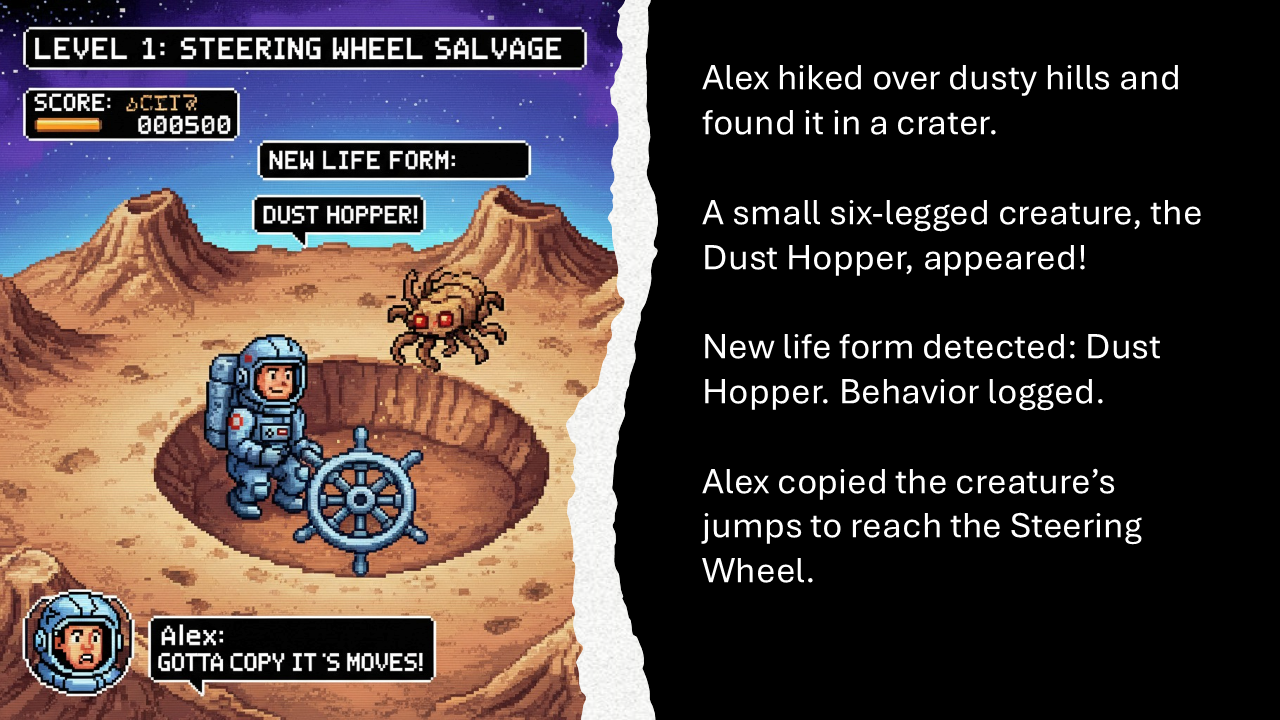 LEVEL 1: STEERING WHEEL SALVAGE
SCORE:
000500
NEW LIFE FORM:
DUST HOPPER!
Alex:
GOTTA COPY IT 'S MOVES!
Alex hiked over dusty hills and
found it in a crater.
A small six-legged creature, the
Dust Hopper, appeared!
New life form detected: Dust
Hopper. Behavior logged.
Alex copied the creature’s
jumps to reach the Steering
Wheel.